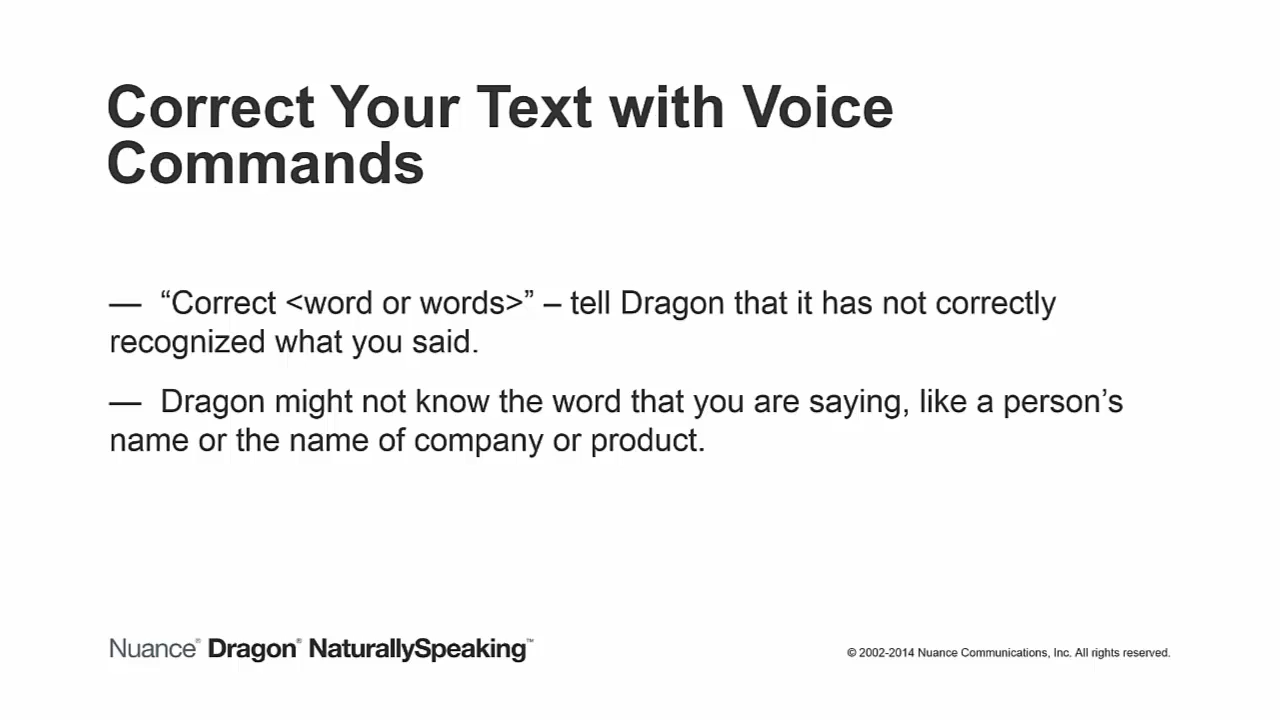 Correct Your Text with Voice
Commands
— “Correct <word or words>” – tell Dragon that it has not correctly
recognized what you said.
— Dragon might not know the word that you are saying, like a person’s
name or the name of company or product.
Nuance® Dragon® NaturallySpeaking™
© 2002-2014 Nuance Communications, Inc. All rights reserved.